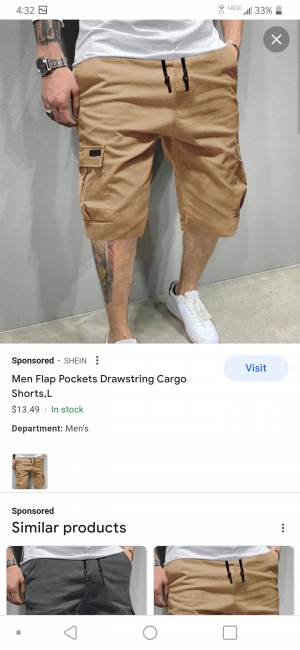 4:32
33%
Sponsored · SHEIN
Visit
Men Flap Pockets Drawstring Cargo
Shorts,L
$13.49 · In stock
Department: Men's
Sponsored
Similar products